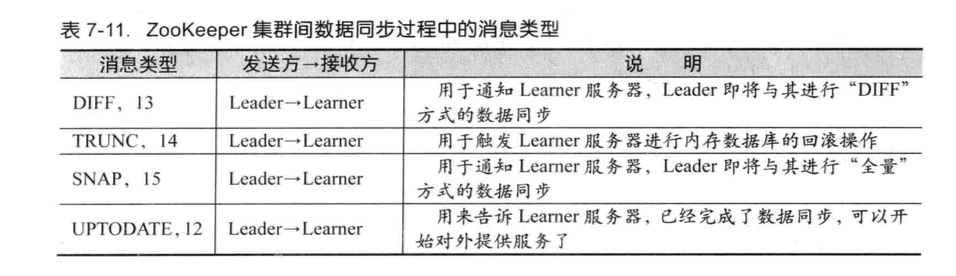 表 7-11. ZooKeeper 集群间数据同步过程中的消息类型
消息类型 发送方→接收方 说 明
DIFF，13 Leader→Learner 用于通知 Learner 服务器，Leader 即将与其进行“DIFF”
方式的数据同步
TRUNC，14 Leader→Learner 用于触发 Learner 服务器进行内存数据库的回滚操作
SNAP，15 Leader→Learner 用于通知 Learner 服务器，Leader 即将与其进行“全量”
方式的数据同步
UPTODATE，12 Leader→Learner 用来告诉 Learner 服务器，已经完成了数据同步，可以开
始对外提供服务了